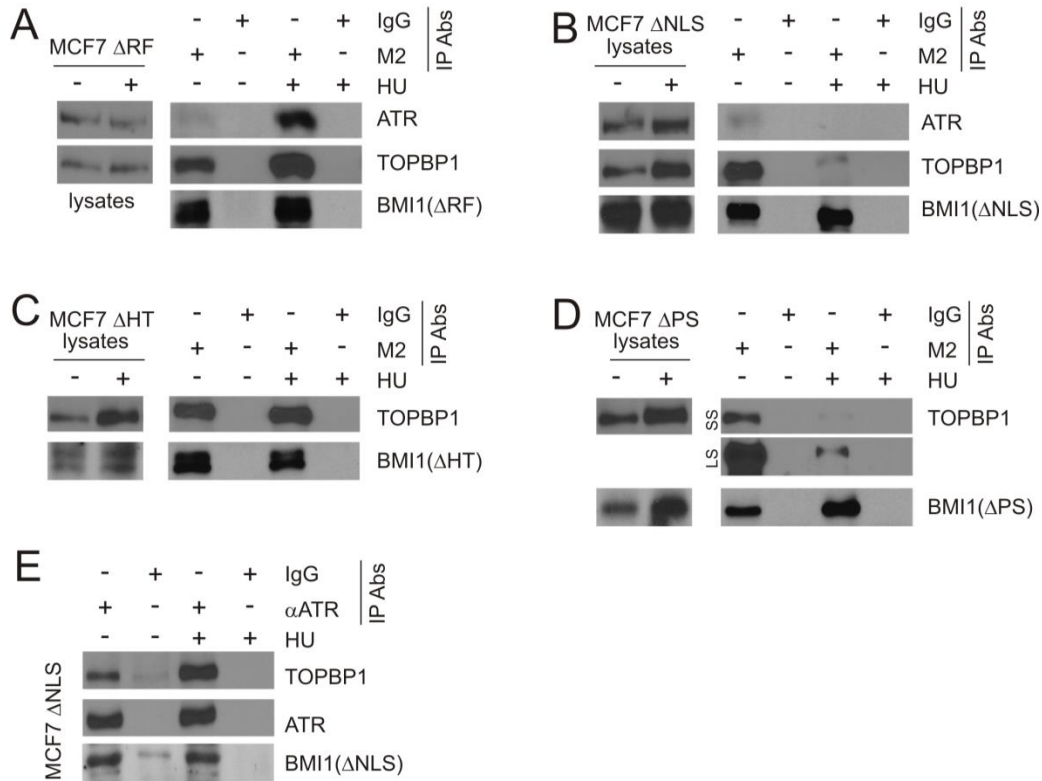 A
MCF7 ΔRF
- +
lysates
- + - + IgG
+ - + - M2
- - + + HU
IP Abs
ATR
TOPBP1
BMI1(ΔRF)
B
MCF7 ΔNLS
lysates
- +
- + - + IgG
+ - + - M2
- - + + HU
IP Abs
ATR
TOPBP1
BMI1(ΔNLS)
C
MCF7 ΔHT
lysates
- +
- + - + IgG
+ - + - M2
- - + + HU
IP Abs
TOPBP1
BMI1(ΔHT)
D
MCF7 ΔPS
lysates
- +
- + - + IgG
+ - + - M2
- - + + HU
IP Abs
SS
TOPBP1
LS
BMI1(ΔPS)
E
- + - + IgG
+ - + - αATR
- - + + HU
IP Abs
MCF7 ΔNLS
TOPBP1
ATR
BMI1(ΔNLS)